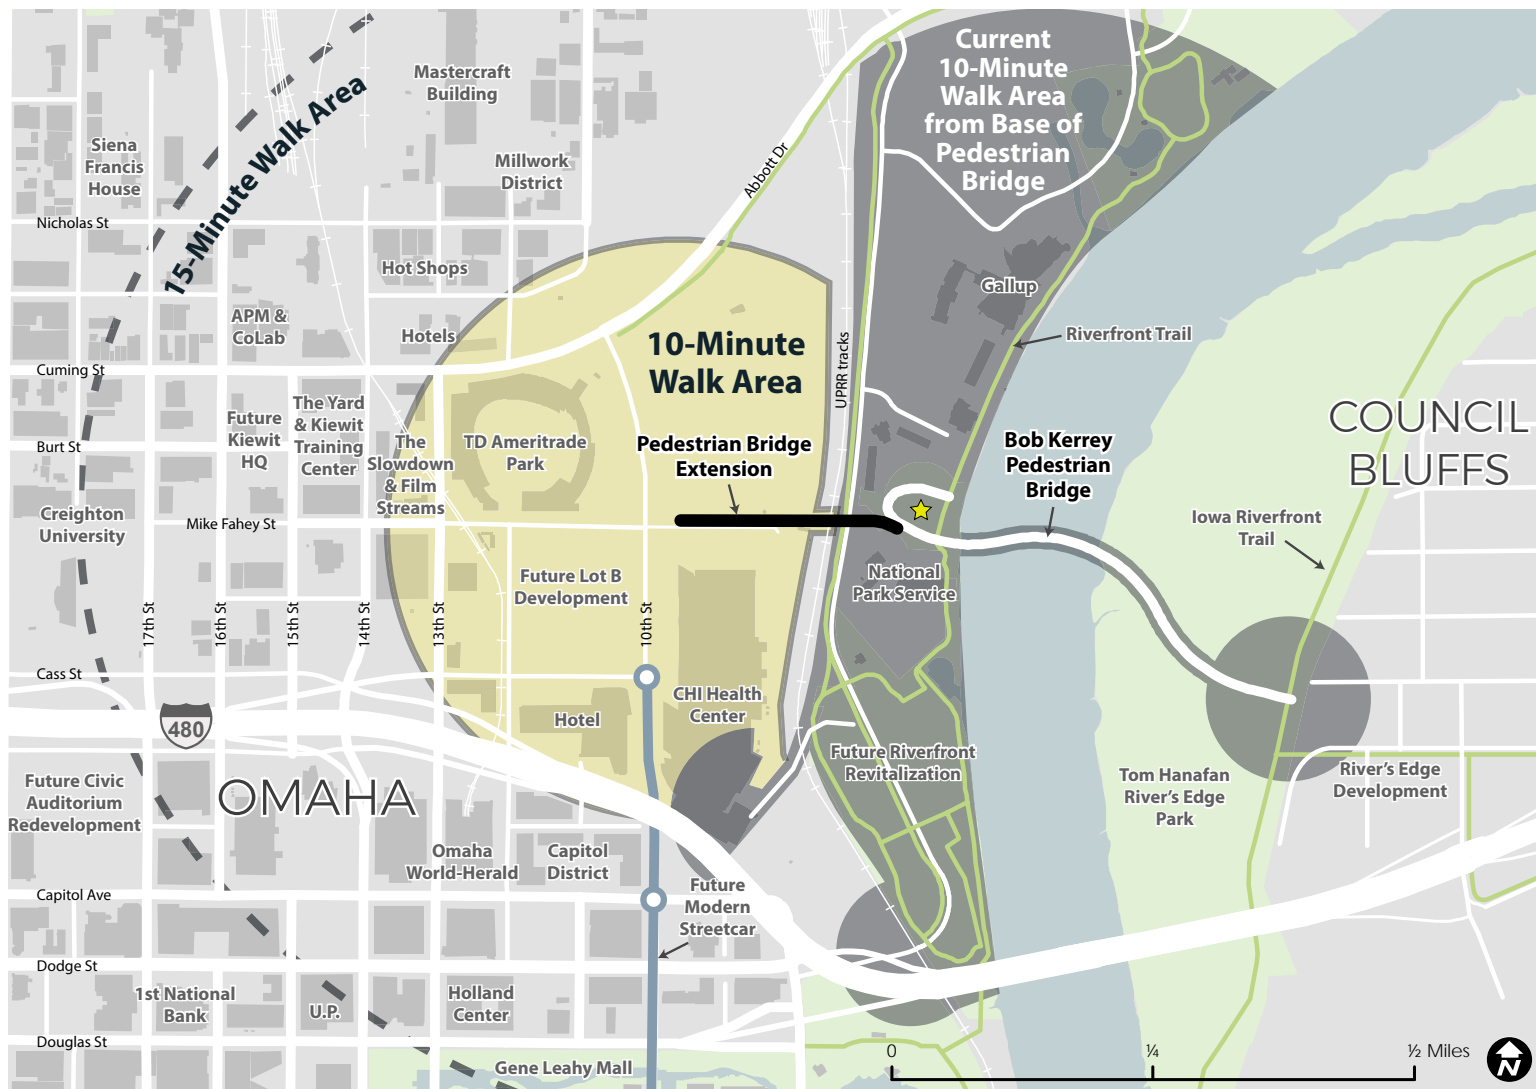 Current
10-Minute
Walk Area
from Base of
Pedestrian
Bridge
15-Minute Walk Area
Mastercraft
Building
Siena
Francis
House
Millwork
District
Abbott Dr
Nicholas St
Hot Shops
Gallup
APM &
CoLab
Hotels
10-Minute
Walk Area
UPRR tracks
Riverfront Trail
Cuming St
COUNCIL
BLUFFS
Future
Kiewit
HQ
The Yard
& Kiewit
Training
Center
The
Slowdown
& Film
Streams
TD Ameritrade
Park
Pedestrian Bridge
Extension
Bob Kerrey
Pedestrian
Bridge
Burt St
Creighton
University
Mike Fahey St
Iowa Riverfront
Trail
National
Park Service
Future Lot B
Development
17th St
16th St
15th St
14th St
13th St
10th St
Cass St
480
Hotel
CHI Health
Center
Future Riverfront
Revitalization
Future Civic
Auditorium
Redevelopment
OMAHA
Tom Hanafan
River's Edge
Park
River's Edge
Development
Omaha
World-Herald
Capitol
District
Capitol Ave
Future
Modern
Streetcar
Dodge St
1st National
Bank
U.P.
Holland
Center
Douglas St
Gene Leahy Mall
0
¼
½ Miles
N